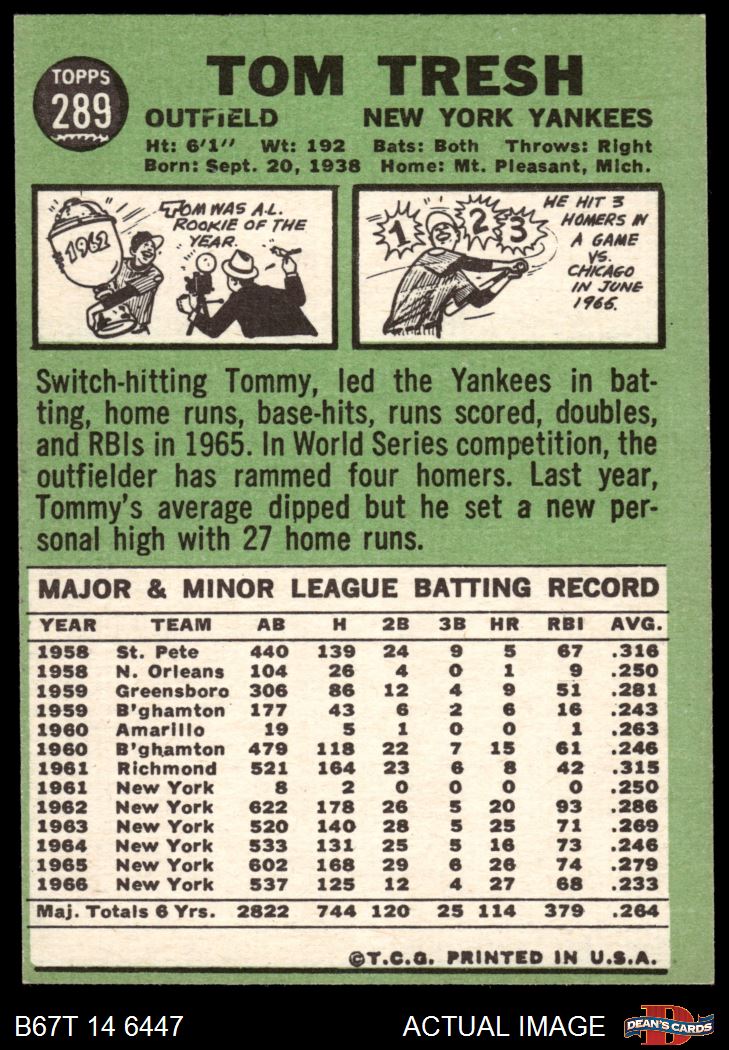 TOPPS
289
TOM TRESH
OUTFIELD NEW YORK YANKEES
Ht: 6'1" Wt: 192 Bats: Both Throws: Right
Born: Sept. 20, 1938 Home: Mt. Pleasant, Mich.
1962
TOM WAS A.L.
ROOKIE OF THE
YEAR.
1 2 3
HE HIT 3
HOMERS IN
A GAME
VS.
CHICAGO
IN JUNE
1965.
Switch-hitting Tommy, led the Yankees in bat-
ting, home runs, base-hits, runs scored, doubles,
and RBIs in 1965. In World Series competition, the
outfielder has rammed four homers. Last year,
Tommy's average dipped but he set a new per-
sonal high with 27 home runs.
MAJOR & MINOR LEAGUE BATTING RECORD
YEAR TEAM AB H 2B 3B HR RBI AVG.
1958 St. Pete 440 139 24 9 5 67 .316
1958 N. Orleans 104 26 4 0 1 9 .250
1959 Greensboro 306 86 12 4 9 51 .281
1959 B'ghamton 177 43 6 2 6 16 .243
1960 Amarillo 19 5 1 0 0 1 .263
1960 B'ghamton 479 118 22 7 15 61 .246
1961 Richmond 521 164 23 6 8 42 .315
1961 New York 8 2 0 0 0 0 .250
1962 New York 622 178 26 5 20 93 .286
1963 New York 520 140 28 5 25 71 .269
1964 New York 533 131 25 5 16 73 .246
1965 New York 602 168 29 6 26 74 .279
1966 New York 537 125 12 4 27 68 .233
Maj. Totals 6 Yrs. 2822 744 120 25 114 379 .264
©T.C.G. PRINTED IN U.S.A.
B67T 14 6447 ACTUAL IMAGE
D
DEAN'S CARDS